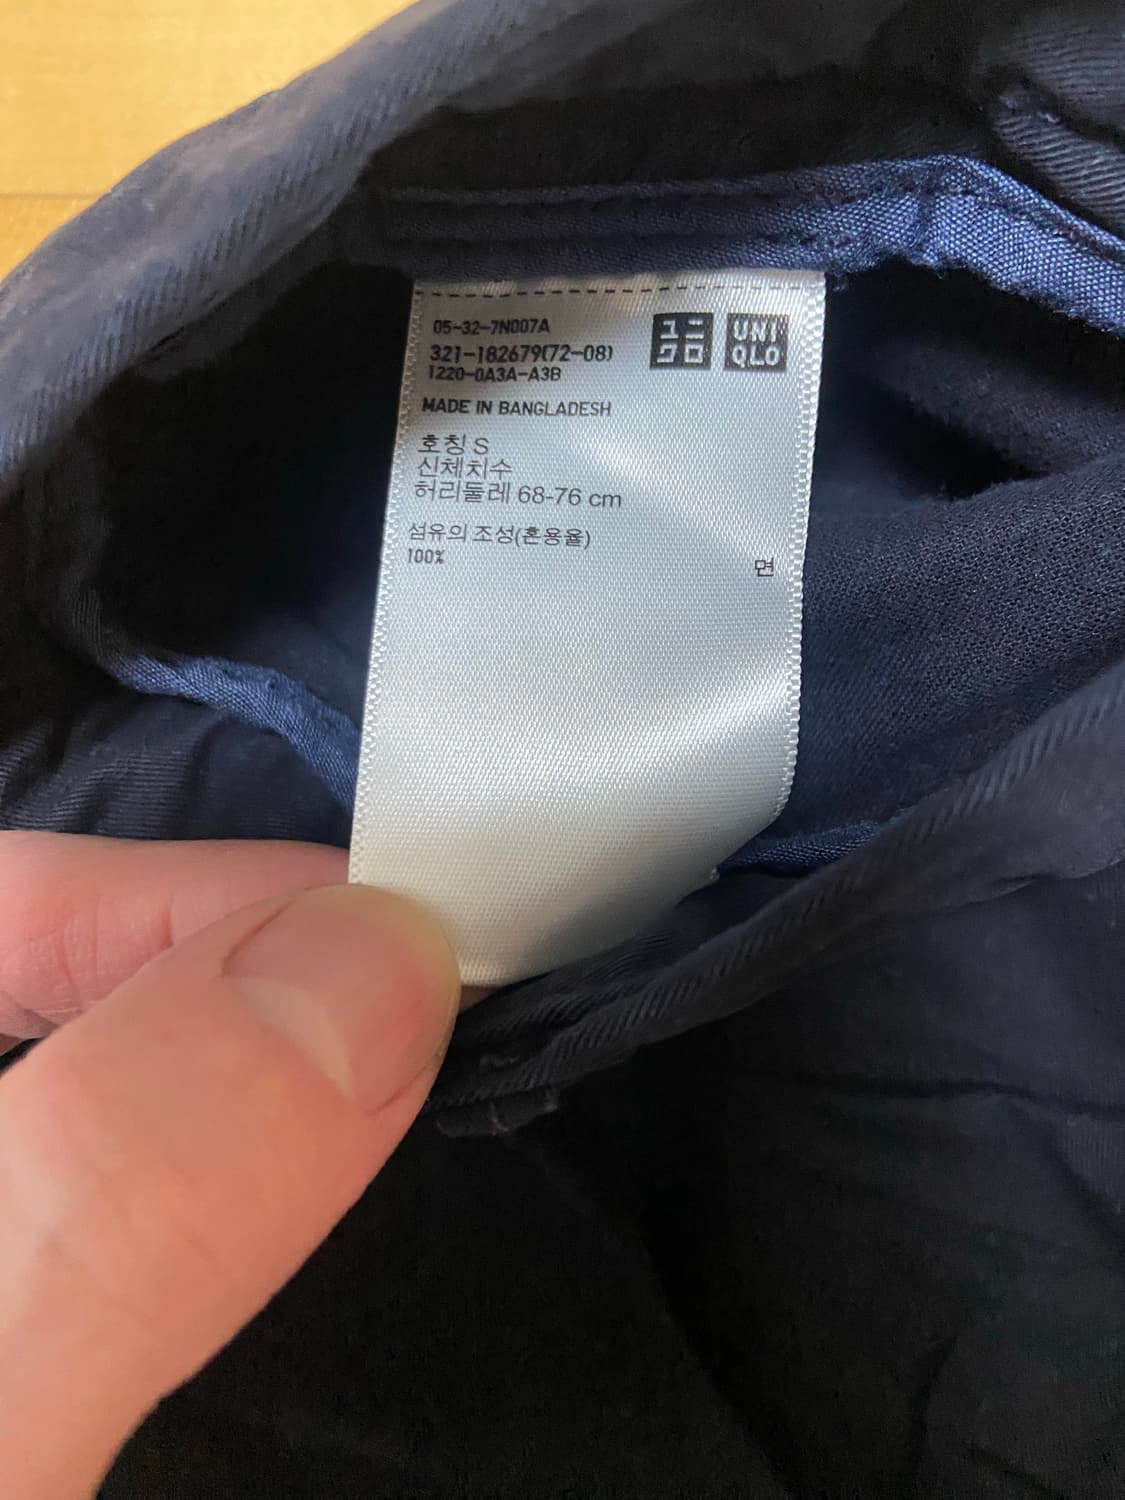 05-32-7N007A
321-182679(72-08)
1220-0A3A-A3B
ユニ
クロ
UNI
QLO
MADE IN BANGLADESH
호칭 S
신체치수
허리둘레 68-76 cm
섬유의 조성(혼용율)
100% 면